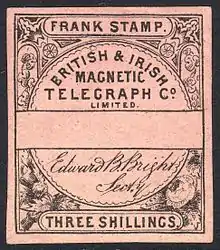 FRANK STAMP.
BRITISH & IRISH
MAGNETIC
TELEGRAPH Co.
LIMITED.
Edward B. Bright
Secy.
THREE SHILLINGS